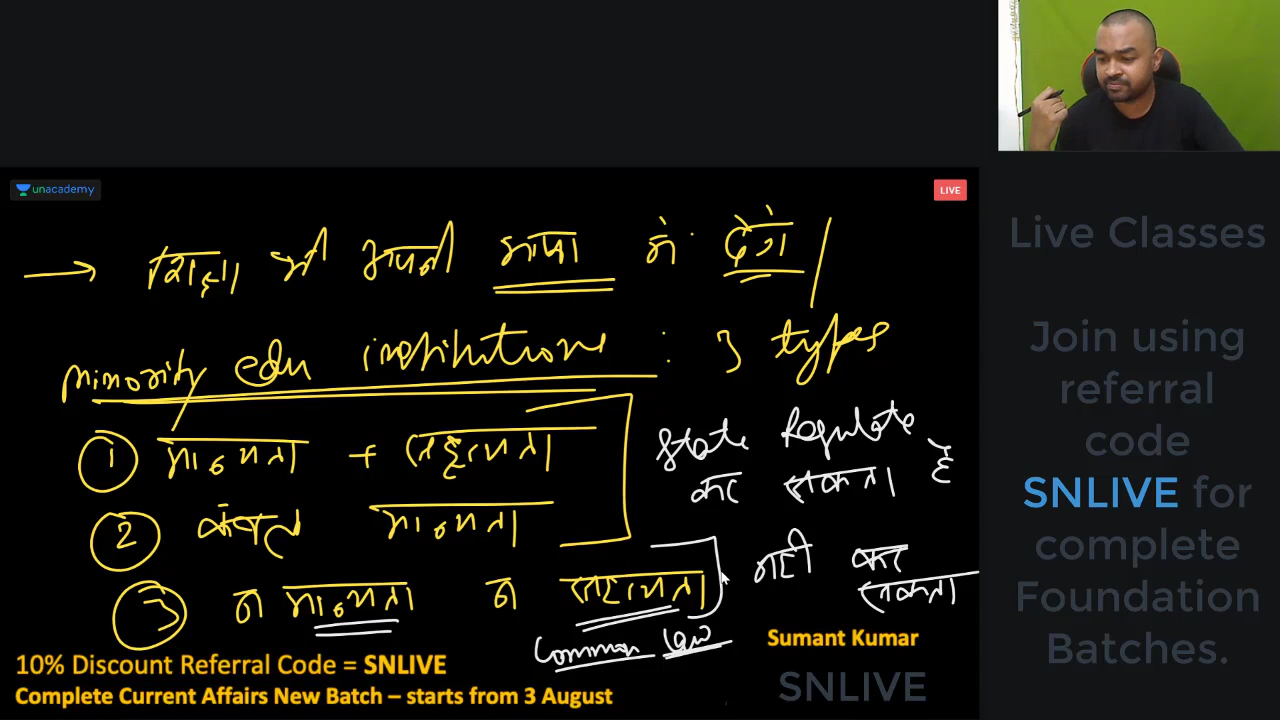 unacademy
LIVE
→ शिक्षा भी अपनी भाषा में देंगे |
minority edu institutions : 3 types
① मान्यता + सहायता
② केवल मान्यता
State Regulate
कर सकता है
③ न मान्यता न सहायता
नहीं कर
सकता
Common law
Sumant Kumar
SNLIVE
10% Discount Referral Code = SNLIVE
Complete Current Affairs New Batch – starts from 3 August
Live Classes
Join using
referral
code
SNLIVE for
complete
Foundation
Batches.